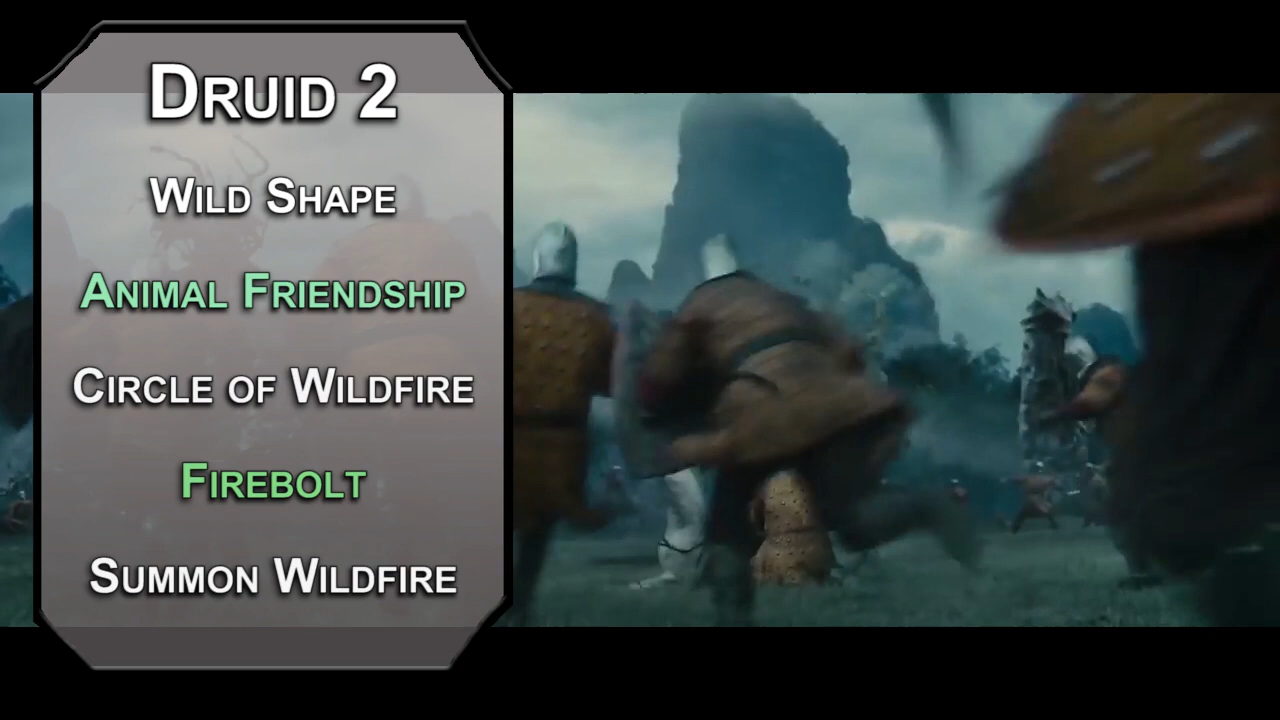 Druid 2
Wild Shape
Animal Friendship
Circle of Wildfire
Firebolt
Summon Wildfire